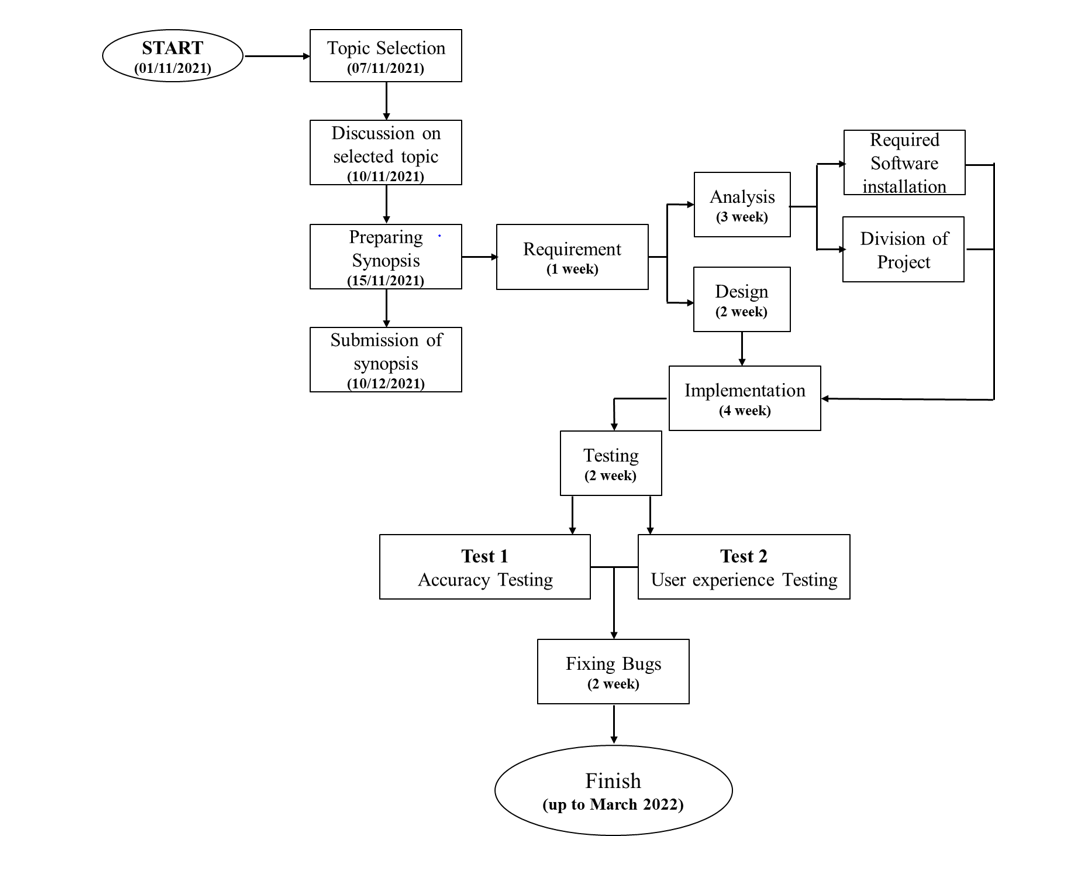 START
(01/11/2021)
Topic Selection
(07/11/2021)
Discussion on
selected topic
(10/11/2021)
Preparing
Synopsis
(15/11/2021)
Submission of
synopsis
(10/12/2021)
Requirement
(1 week)
Analysis
(3 week)
Required
Software
installation
Division of
Project
Design
(2 week)
Implementation
(4 week)
Testing
(2 week)
Test 1
Accuracy Testing
Test 2
User experience Testing
Fixing Bugs
(2 week)
Finish
(up to March 2022)